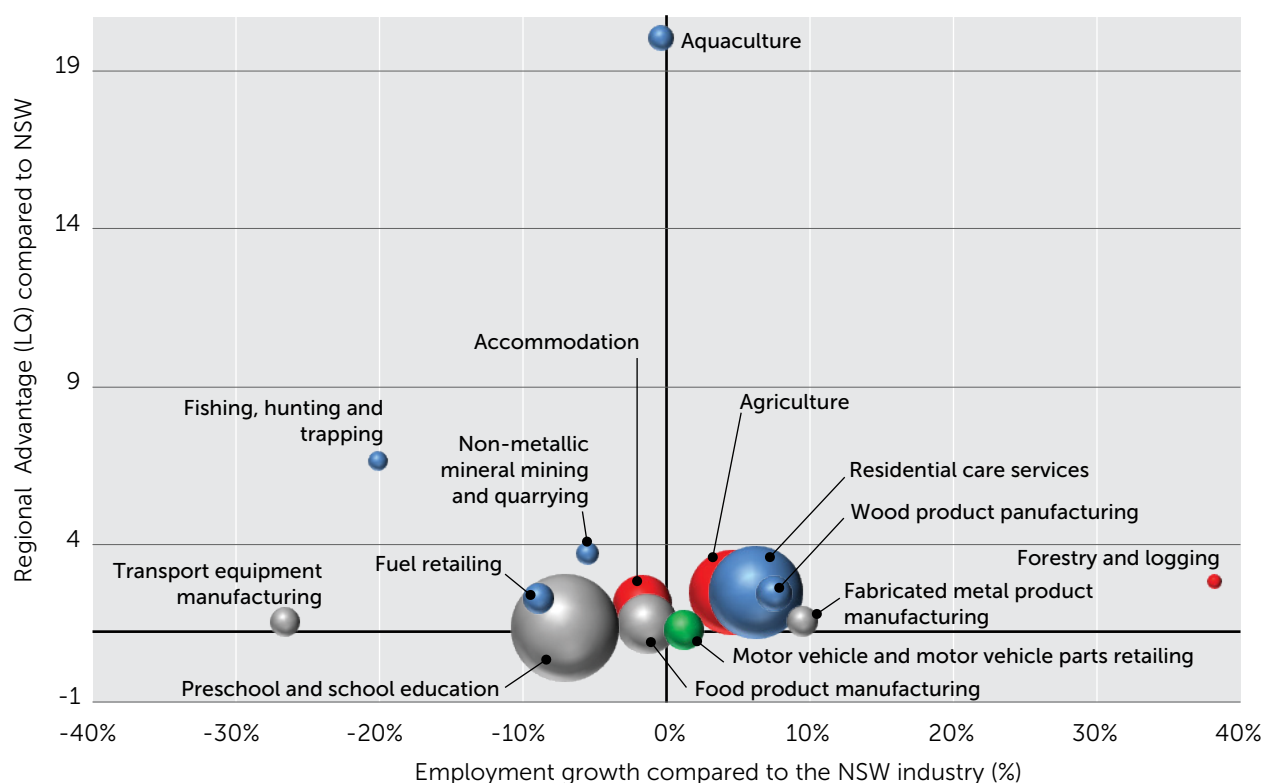 Regional Advantage (LQ) compared to NSW
19
14
9
4
-1
Aquaculture
Accommodation
Agriculture
Fishing, hunting and
trapping
Non-metallic
mineral mining
and quarrying
Residential care services
Wood product panufacturing
Forestry and logging
Fuel retailing
Transport equipment
manufacturing
Fabricated metal product
manufacturing
Motor vehicle and motor vehicle parts retailing
Preschool and school education
Food product manufacturing
-40%
-30%
-20%
-10%
0%
10%
20%
30%
40%
Employment growth compared to the NSW industry (%)